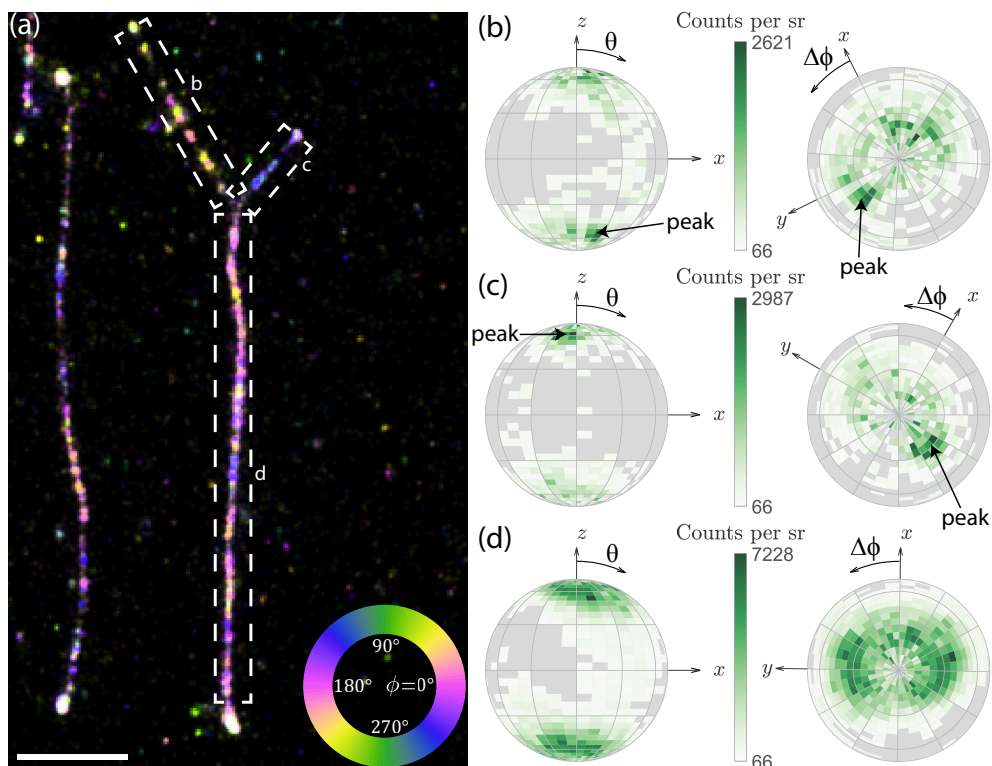 (a)
b
c
d
90°
180° ϕ=0°
270°
(b)
z
θ
x
peak
Counts per sr
2621
66
Δϕ
x
y
peak
(c)
z
θ
x
peak
Counts per sr
2987
66
Δϕ
x
y
peak
(d)
z
θ
x
Counts per sr
7228
66
Δϕ
x
y